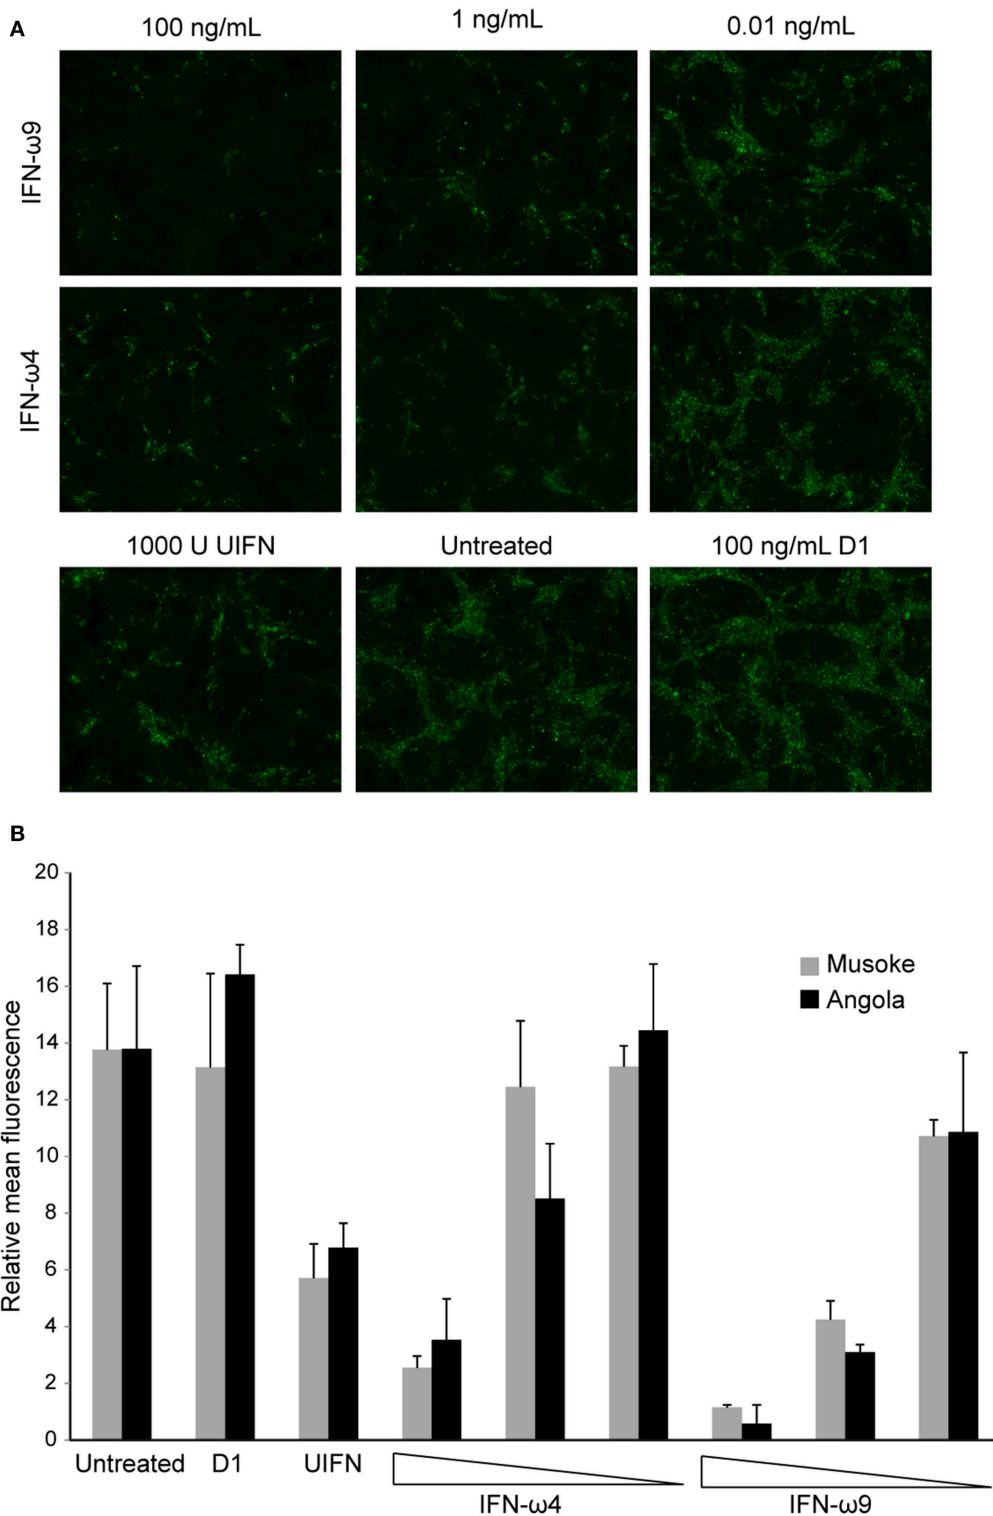 A
100 ng/mL 1 ng/mL 0.01 ng/mL
IFN-ω9
IFN-ω4
1000 U UIFN Untreated 100 ng/mL D1
B
20
18
16
14
12
10
8
6
4
2
0
Relative mean fluorescence
Musoke
Angola
Untreated D1 UIFN
IFN-ω4 IFN-ω9